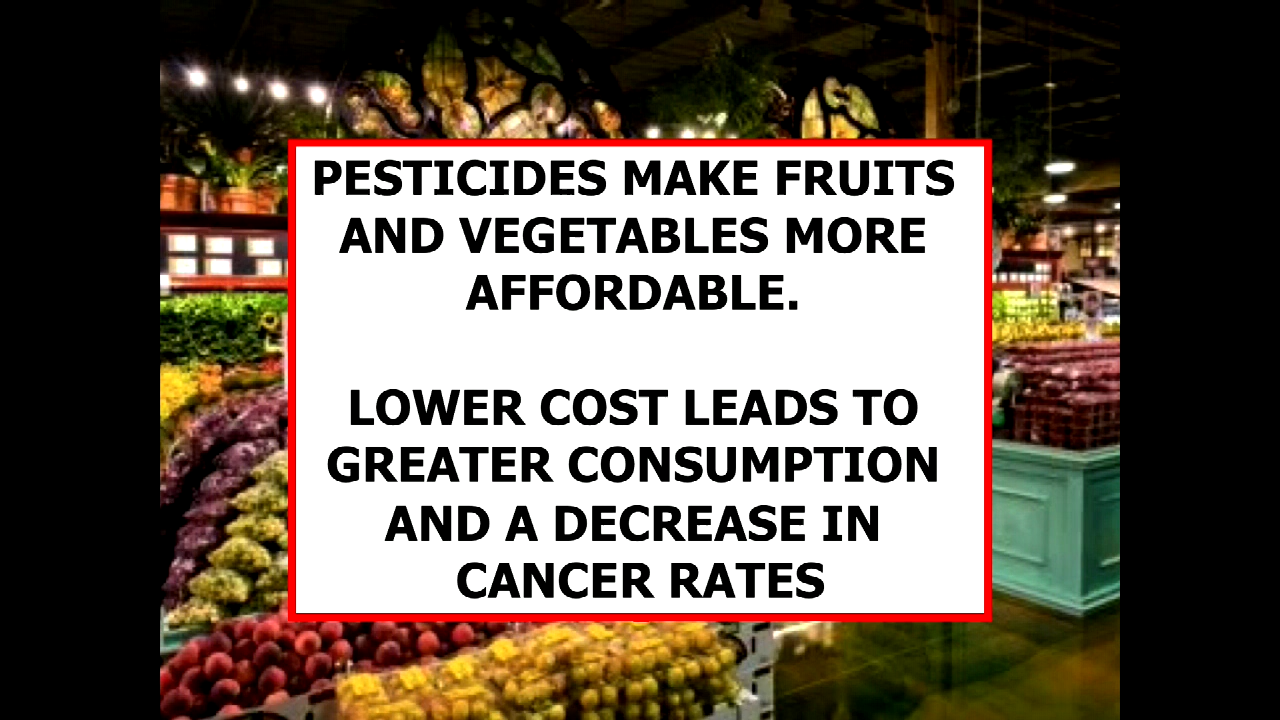 PESTICIDES MAKE FRUITS
AND VEGETABLES MORE
AFFORDABLE.
LOWER COST LEADS TO
GREATER CONSUMPTION
AND A DECREASE IN
CANCER RATES